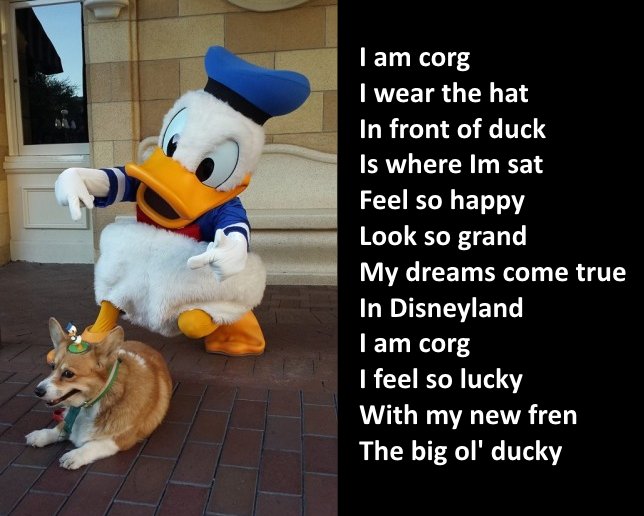 I am corg
I wear the hat
In front of duck
Is where Im sat
Feel so happy
Look so grand
My dreams come true
In Disneyland
I am corg
I feel so lucky
With my new fren
The big ol' ducky